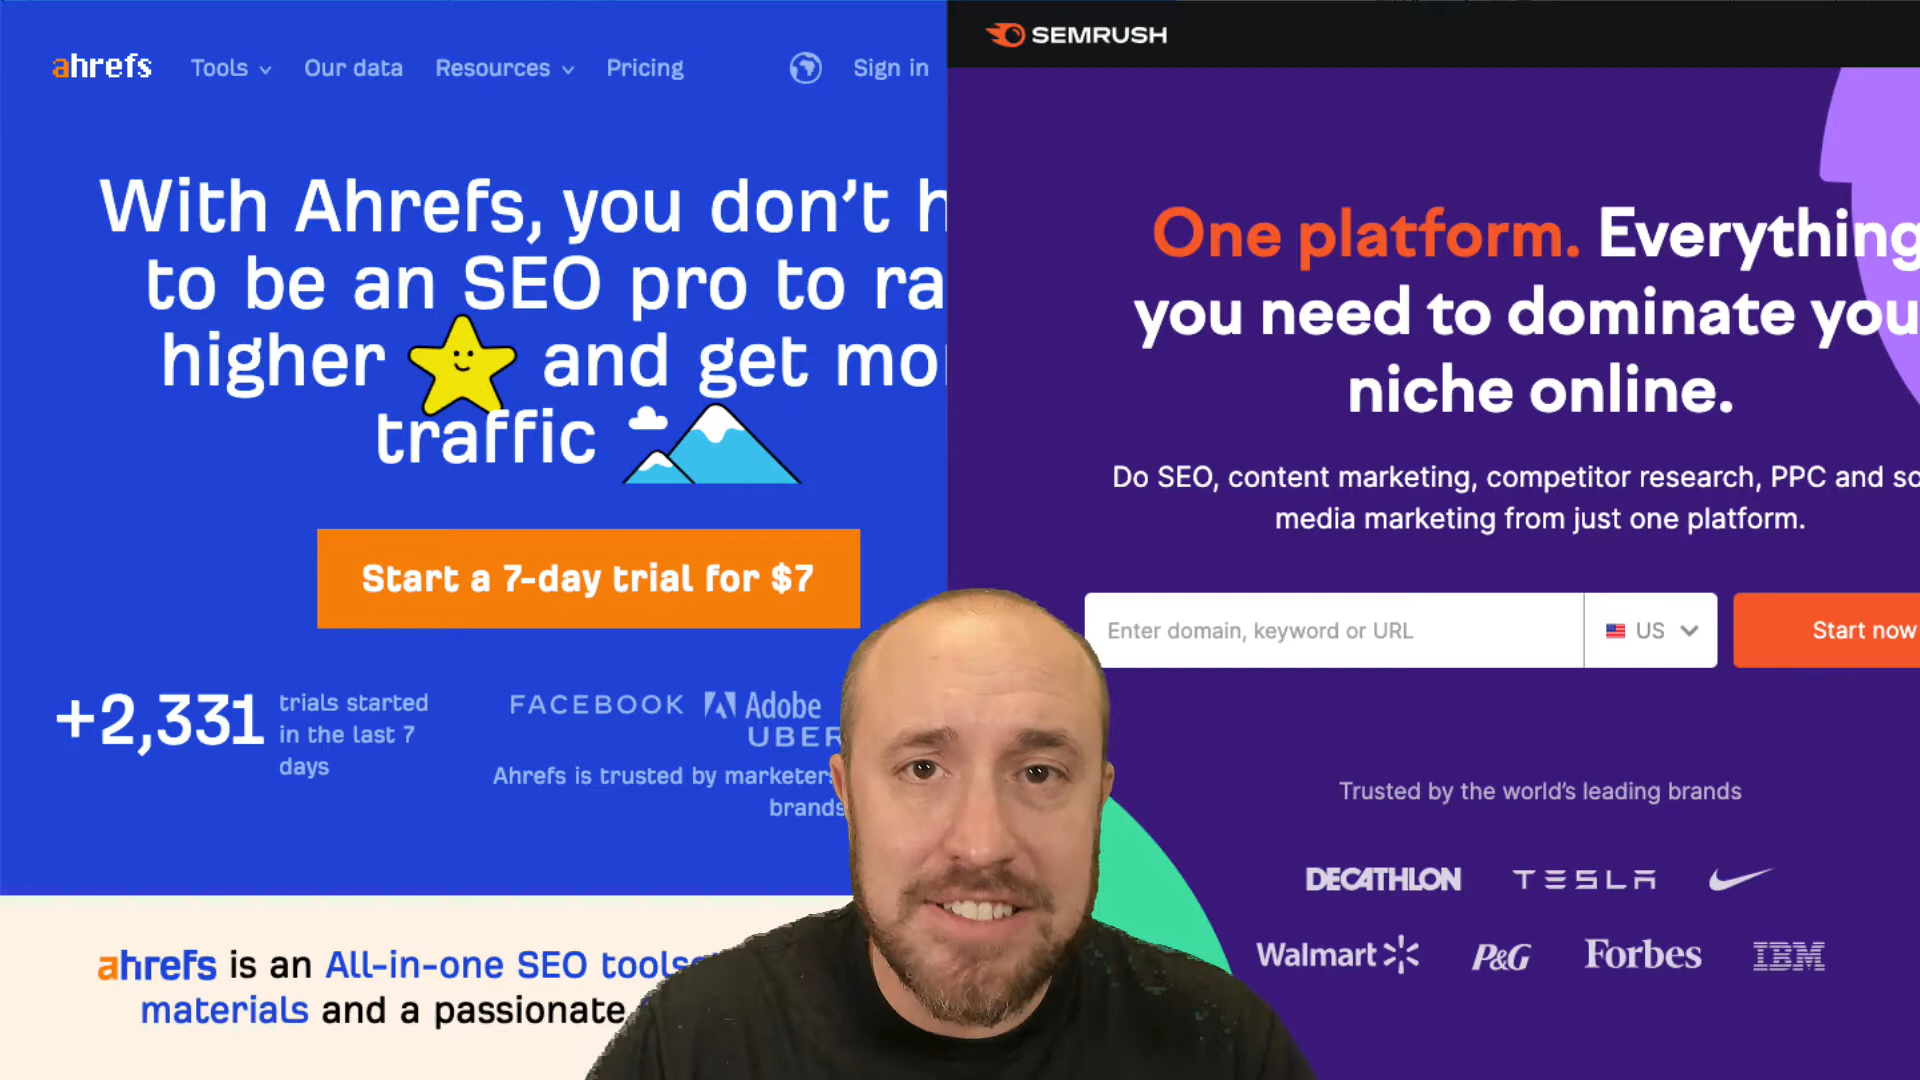 ahrefs Tools Our data Resources Pricing Sign in
With Ahrefs, you don't
to be an SEO pro to
higher and get
traffic
Start a 7-day trial for $7
+2,331
trials started
in the last 7
days
FACEBOOK Adobe
UBER
Ahrefs is trusted by marketers
brands
ahrefs is an All-in-one SEO
materials and a passionate
SEMRUSH
One platform. Everything
you need to dominate
niche online.
Do SEO, content marketing, competitor research, PPC and
media marketing from just one platform.
Enter domain, keyword or URL US Start now
Trusted by the world's leading brands
DECATHLON TESLA
Walmart P&G Forbes IBM